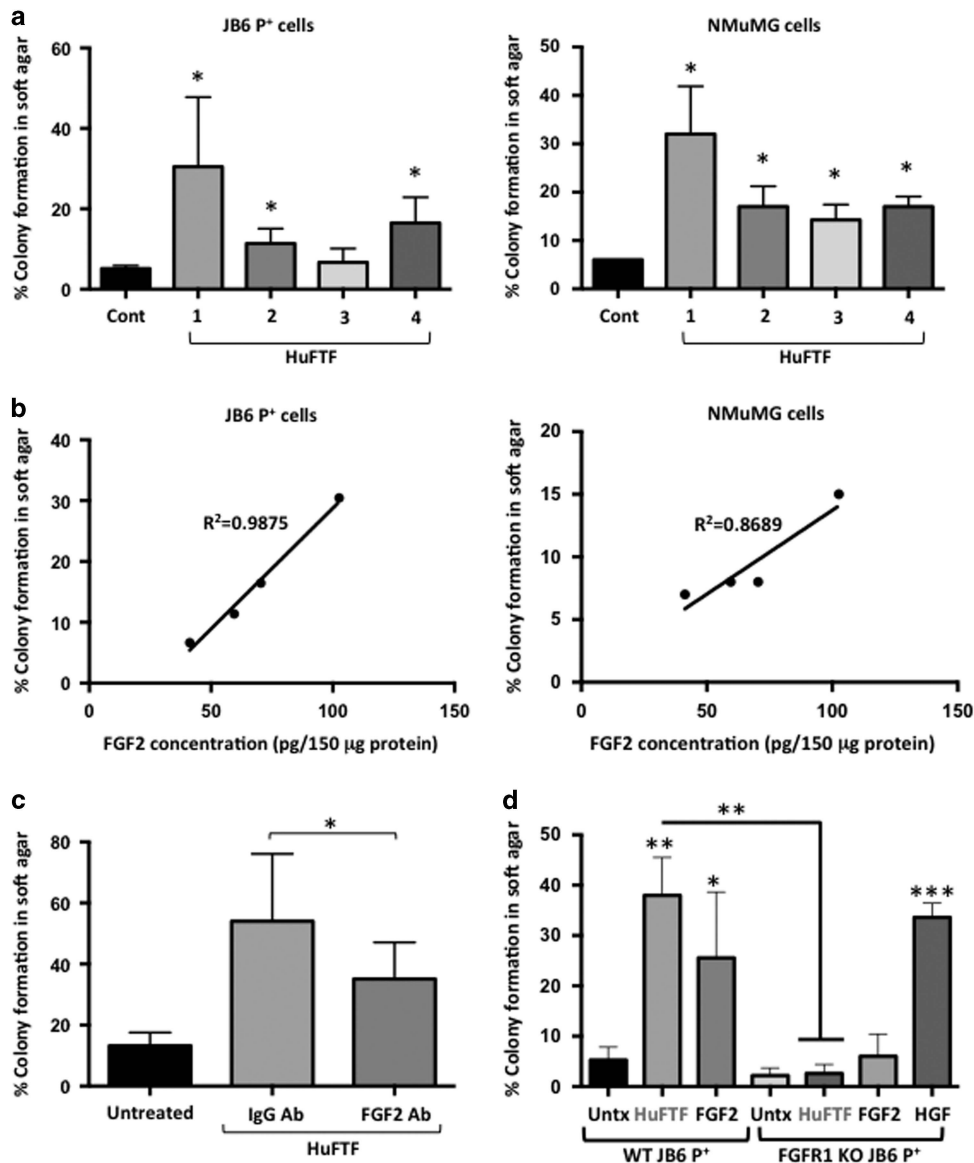 a
JB6 P+ cells
% Colony formation in soft agar
60
40
20
0
*
*
*
Cont
1
2
3
4
HuFTF
NMuMG cells
% Colony formation in soft agar
50
40
30
20
10
0
*
*
*
*
Cont
1
2
3
4
HuFTF
b
JB6 P+ cells
% Colony formation in soft agar
40
30
20
10
0
R²=0.9875
0
50
100
150
FGF2 concentration (pg/150 μg protein)
NMuMG cells
% Colony formation in soft agar
20
15
10
5
0
R²=0.8689
0
50
100
150
FGF2 concentration (pg/150 μg protein)
c
% Colony formation in soft agar
80
60
40
20
0
*
Untreated
IgG Ab
FGF2 Ab
HuFTF
d
% Colony formation in soft agar
50
40
30
20
10
0
**
**
*
***
Untx
HuFTF
FGF2
Untx
HuFTF
FGF2
HGF
WT JB6 P+
FGFR1 KO JB6 P+